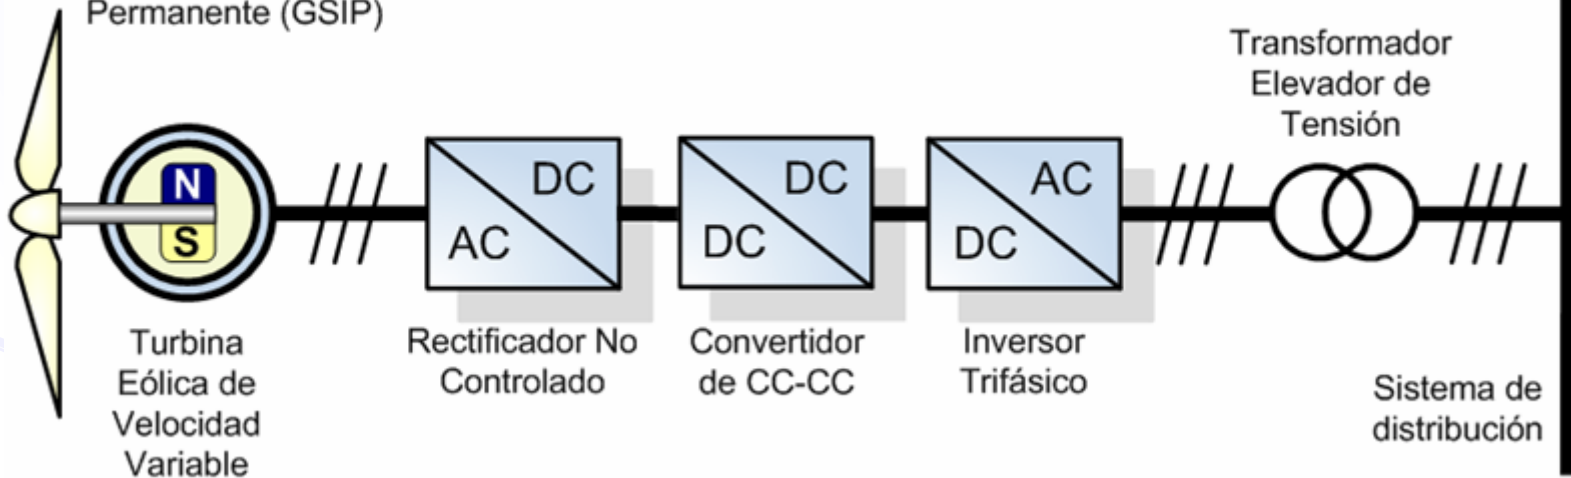 Permanente (GSIP)
Transformador
Elevador de
Tensión
N
S
DC
AC
DC
DC
AC
DC
Turbina
Eólica de
Velocidad
Variable
Rectificador No
Controlado
Convertidor
de CC-CC
Inversor
Trifásico
Sistema de
distribución